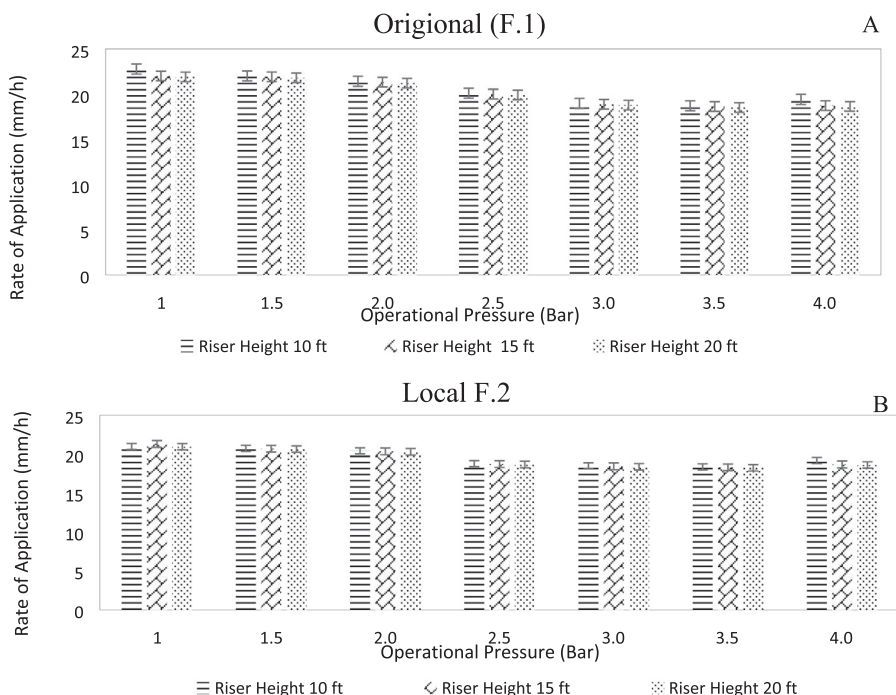 Origional (F.1)
A
Rate of Application (mm/h)
25
20
15
10
5
0
1 1.5 2.0 2.5 3.0 3.5 4.0
Operational Pressure (Bar)
Riser Height 10 ft Riser Height 15 ft Riser Height 20 ft
Local F.2
B
Rate of Application (mm/h)
25
20
15
10
5
0
1 1.5 2.0 2.5 3.0 3.5 4.0
Operational Pressure (Bar)
Riser Height 10 ft Riser Height 15 ft Riser Hieght 20 ft